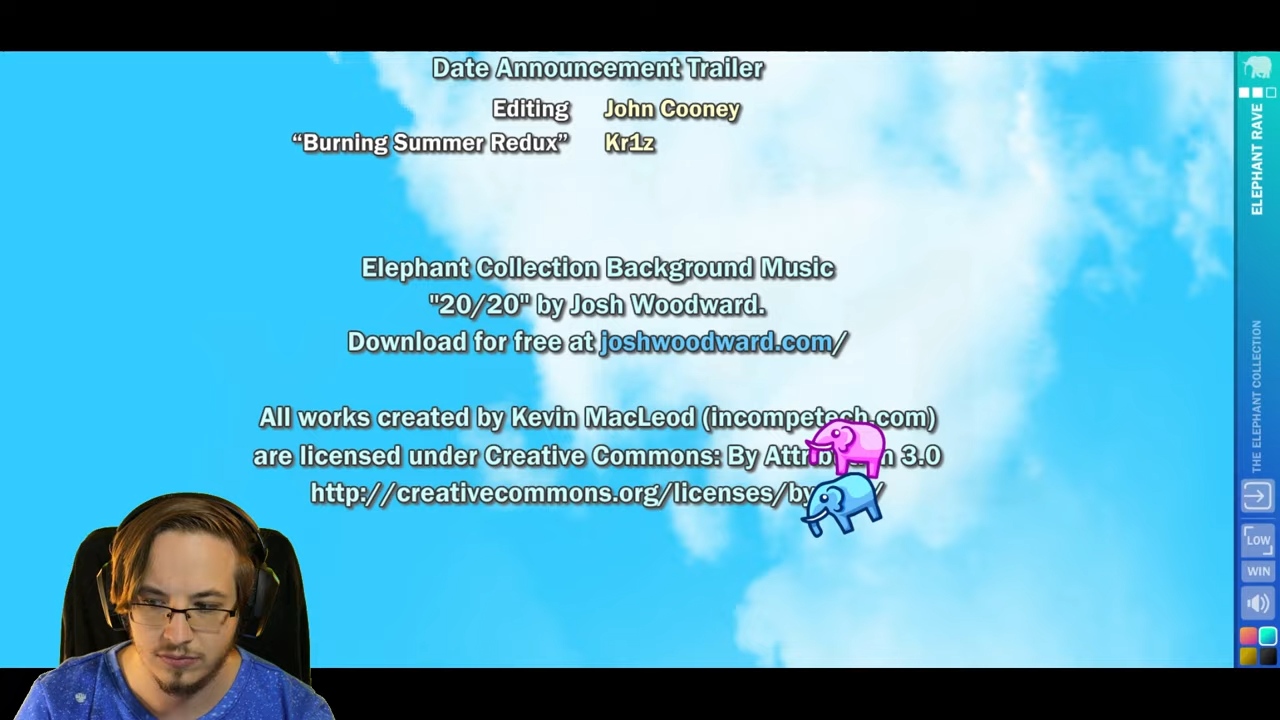 Date Announcement Trailer
Editing John Cooney
“Burning Summer Redux” Kr1z
Elephant Collection Background Music
"20/20" by Josh Woodward.
Download for free at joshwoodward.com/
All works created by Kevin MacLeod (incompetech.com)
are licensed under Creative Commons: By 3.0
http://creativecommons.org/licenses/by
ELEPHANT RAVE
THE ELEPHANT COLLECTION
LOW
WIN